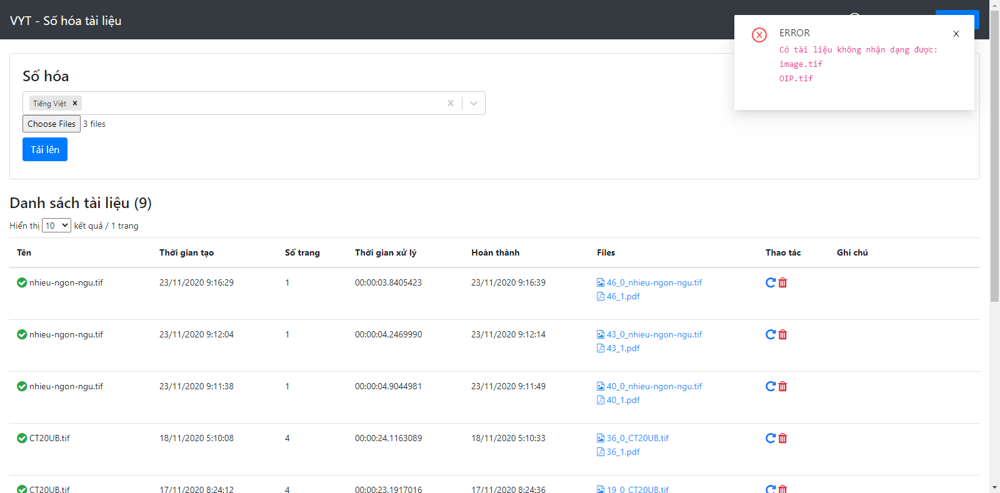 VYT - Số hóa tài liệu
ERROR
X
Có tài liệu không nhận dạng được:
image.tif
OIP.tif
Số hóa
Tiếng Việt ×
Choose Files 3 files
Tải lên
Danh sách tài liệu (9)
Hiển thị 10 kết quả / 1 trang
Tên Thời gian tạo Số trang Thời gian xử lý Hoàn thành Files Thao tác Ghi chú
nhieu-ngon-ngu.tif 23/11/2020 9:16:29 1 00:00:03.8405423 23/11/2020 9:16:39 46_0_nhieu-ngon-ngu.tif
46_1.pdf
nhieu-ngon-ngu.tif 23/11/2020 9:12:04 1 00:00:04.2469990 23/11/2020 9:12:14 43_0_nhieu-ngon-ngu.tif
43_1.pdf
nhieu-ngon-ngu.tif 23/11/2020 9:11:38 1 00:00:04.9044981 23/11/2020 9:11:49 40_0_nhieu-ngon-ngu.tif
40_1.pdf
CT20UB.tif 18/11/2020 5:10:08 4 00:00:24.1163089 18/11/2020 5:10:33 36_0_CT20UB.tif
36_1.pdf
CT20UB.tif 17/11/2020 8:24:12 4 00:00:23.1917016 17/11/2020 8:24:36 19_0_CT20UB.tif